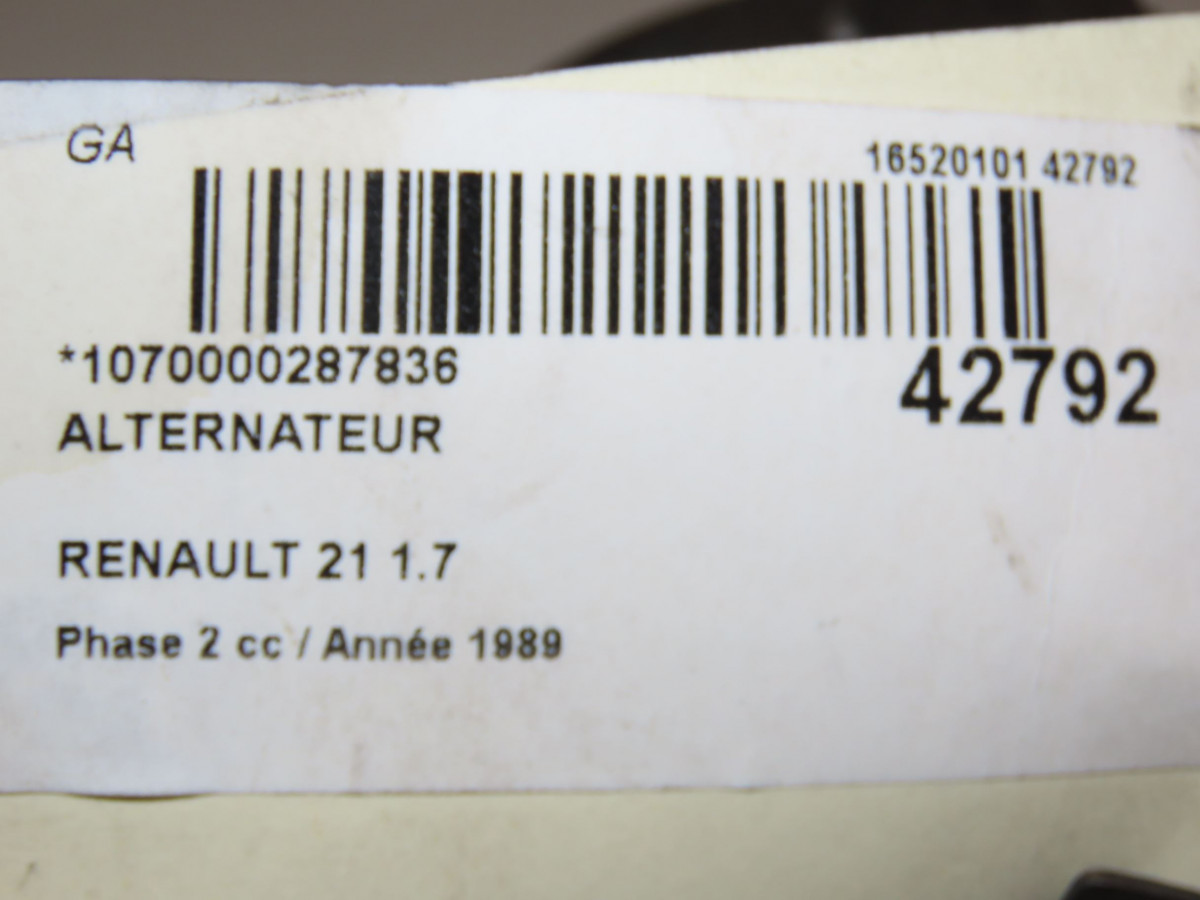 GA
16520101 42792
*1070000287836
42792
ALTERNATEUR
RENAULT 21 1.7
Phase 2 cc / Année 1989